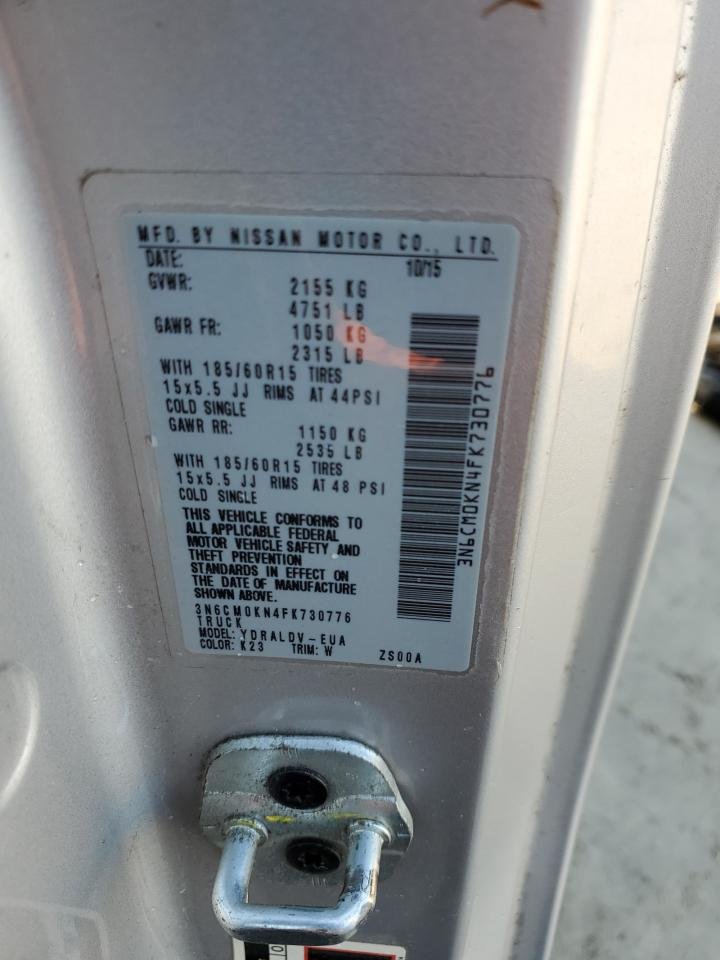 MFD. BY NISSAN MOTOR CO., LTD.
DATE: 10/15
GVWR: 2155 KG
4751 LB
GAWR FR: 1050 KG
2315 LB
WITH 185/60R15 TIRES
15x5.5 JJ RIMS AT 44PSI
COLD SINGLE
GAWR RR: 1150 KG
2535 LB
WITH 185/60R15 TIRES
15x5.5 JJ RIMS AT 48 PSI
COLD SINGLE
THIS VEHICLE CONFORMS TO
ALL APPLICABLE FEDERAL
MOTOR VEHICLE SAFETY AND
THEFT PREVENTION
STANDARDS IN EFFECT ON
THE DATE OF MANUFACTURE
SHOWN ABOVE.
3N6CM0KN4FK730776
TRUCK
MODEL: YDRALDV-EUA
COLOR: K23 TRIM: W ZS00A
3N6CM0KN4FK730776